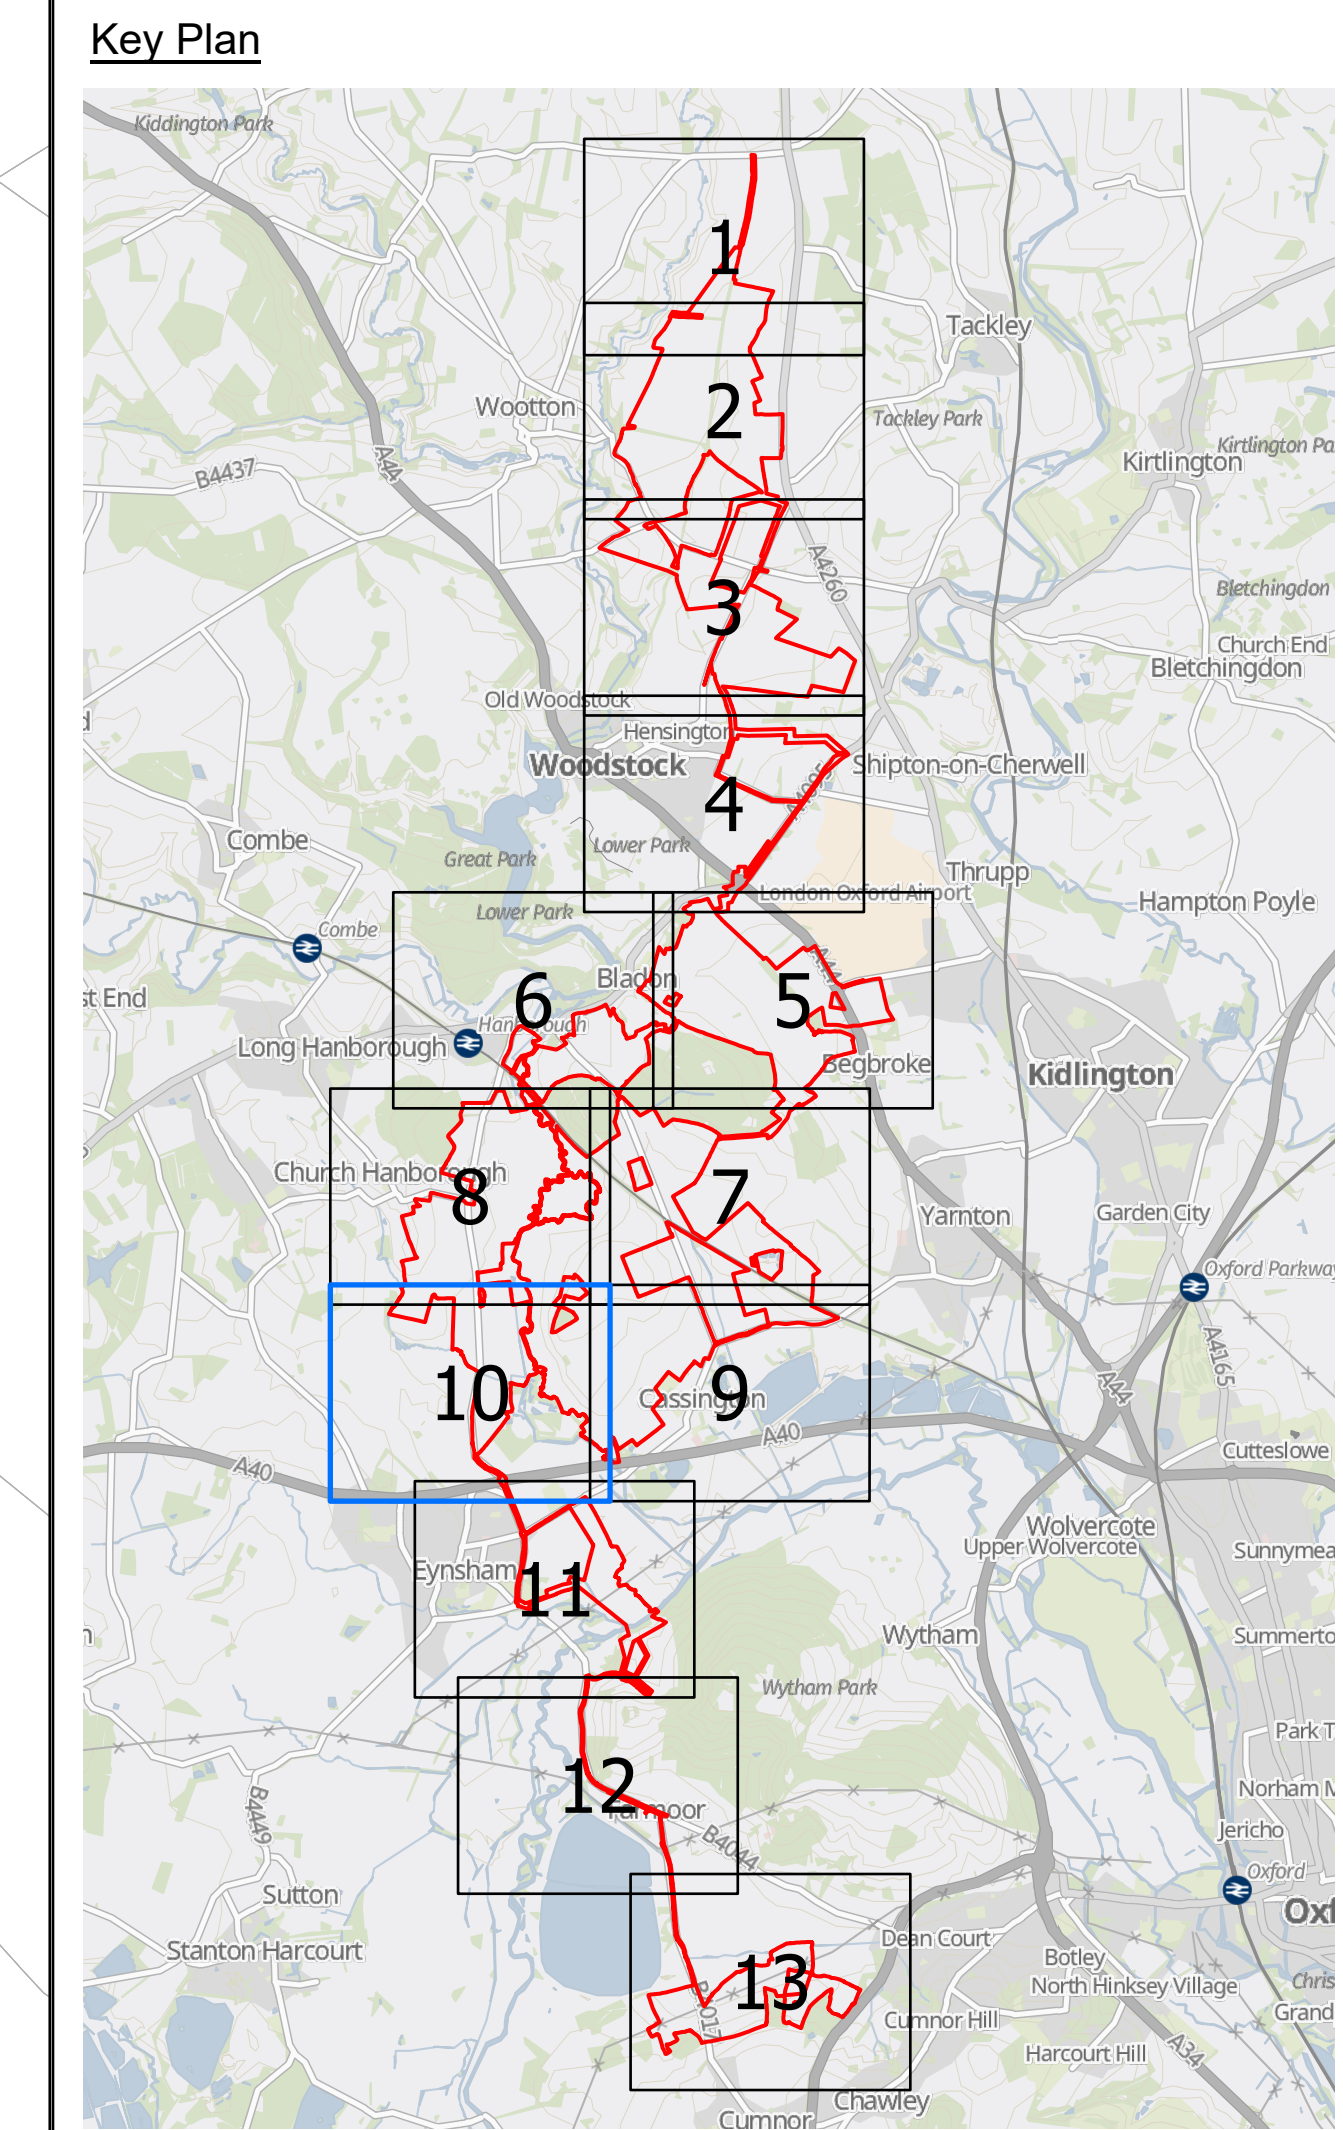 Key Plan
Kiddington Park
1
Tackley
2
Wootton
Tackley Park
Kirtlington
B4437
A44
A4260
3
Bletchingdon
Church End
Bletchingdon
Old Woodstock
Hensington
Woodstock
Shipton-on-Cherwell
4
A4095
Combe
Great Park
Lower Park
Thrupp
London Oxford Airport
Hampton Poyle
Lower Park
Combe
Bladon
A44
6
5
Hanborough
Long Hanborough
Begbroke
Kidlington
Church Hanborough
8
7
Yarnton
Garden City
Oxford Parkway
A4165
10
9
Cassington
A44
A40
A40
Cutteslowe
Wolvercote
Upper Wolvercote
Eynsham
11
Wytham
Wytham Park
12
Farmoor
B4449
B4044
Jericho
Oxford
Sutton
Stanton Harcourt
Dean Court
Botley
North Hinksey Village
13
Cumnor Hill
Harcourt Hill
A34
Chawley
Cumnor